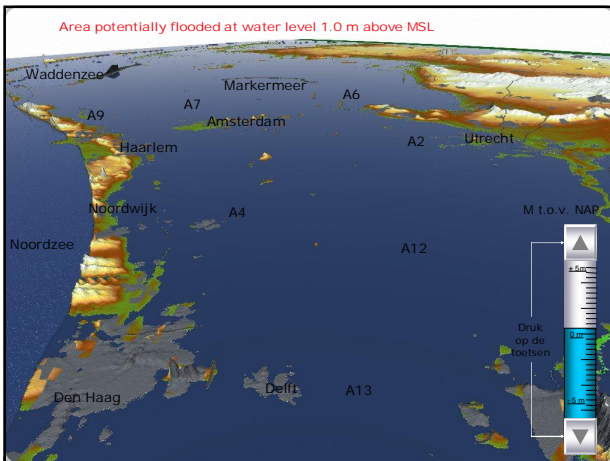 Area potentially flooded at water level 1.0 m above MSL
Waddenzee
Markermeer
A6
A7
A9
Amsterdam
A2
Utrecht
Haarlem
Noordwijk
A4
M t.o.v. NAP
Noordzee
A12
+5m
Druk
op de
toetsen
0 m
Den Haag
Delft
A13
-5 m